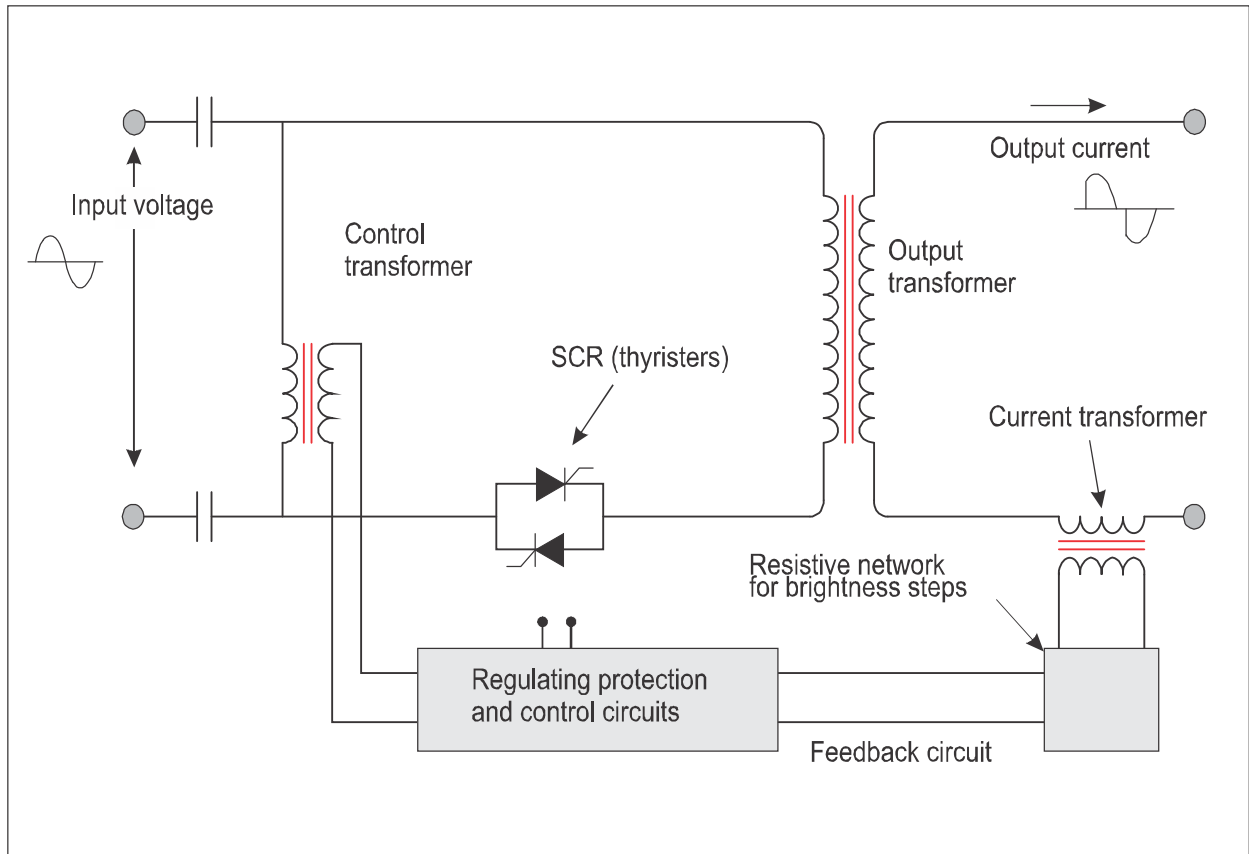 Output current
Input voltage
Control
transformer
Output
transformer
SCR (thyristers)
Current transformer
Resistive network
for brightness steps
Regulating protection
and control circuits
Feedback circuit